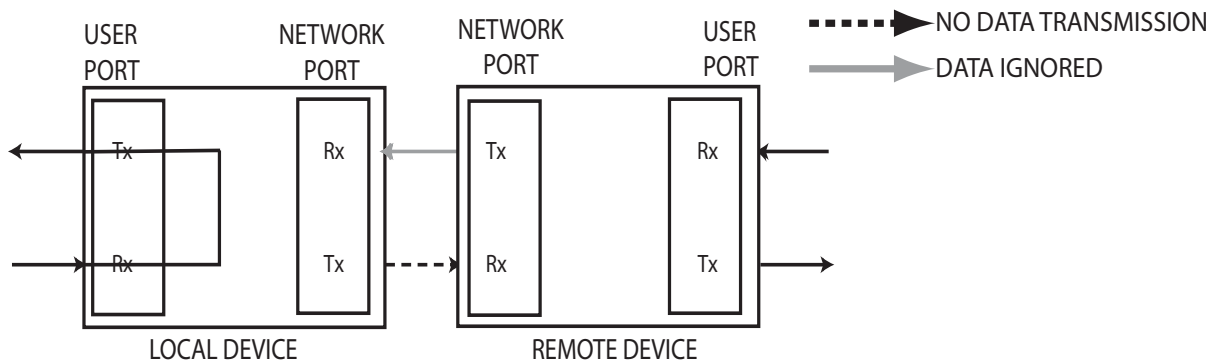 USER
PORT
NETWORK
PORT
NETWORK
PORT
USER
PORT
NO DATA TRANSMISSION
DATA IGNORED
Tx
Rx
Tx
Rx
Rx
Tx
Rx
Tx
LOCAL DEVICE
REMOTE DEVICE